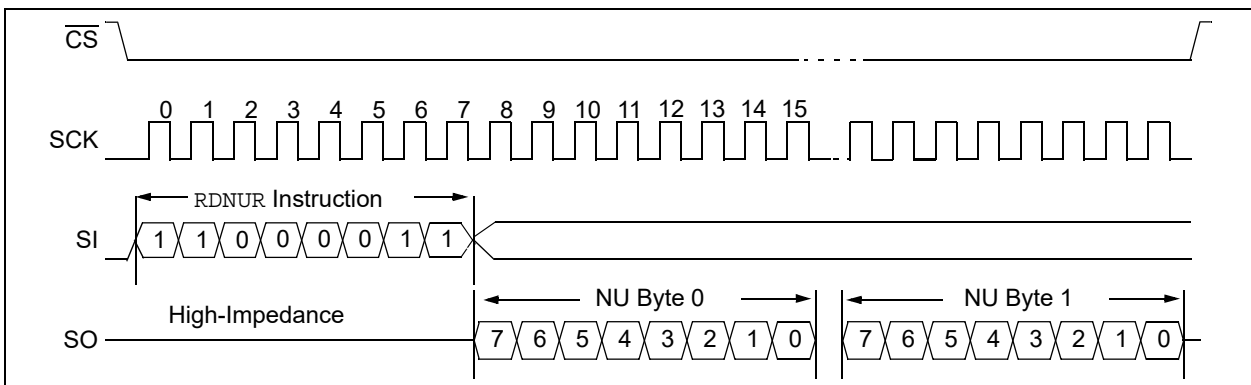 CS
0 1 2 3 4 5 6 7 8 9 10 11 12 13 14 15
SCK
RDNUR Instruction
SI 1 1 0 0 0 0 1 1
NU Byte 0 NU Byte 1
High-Impedance
SO 7 6 5 4 3 2 1 0 7 6 5 4 3 2 1 0